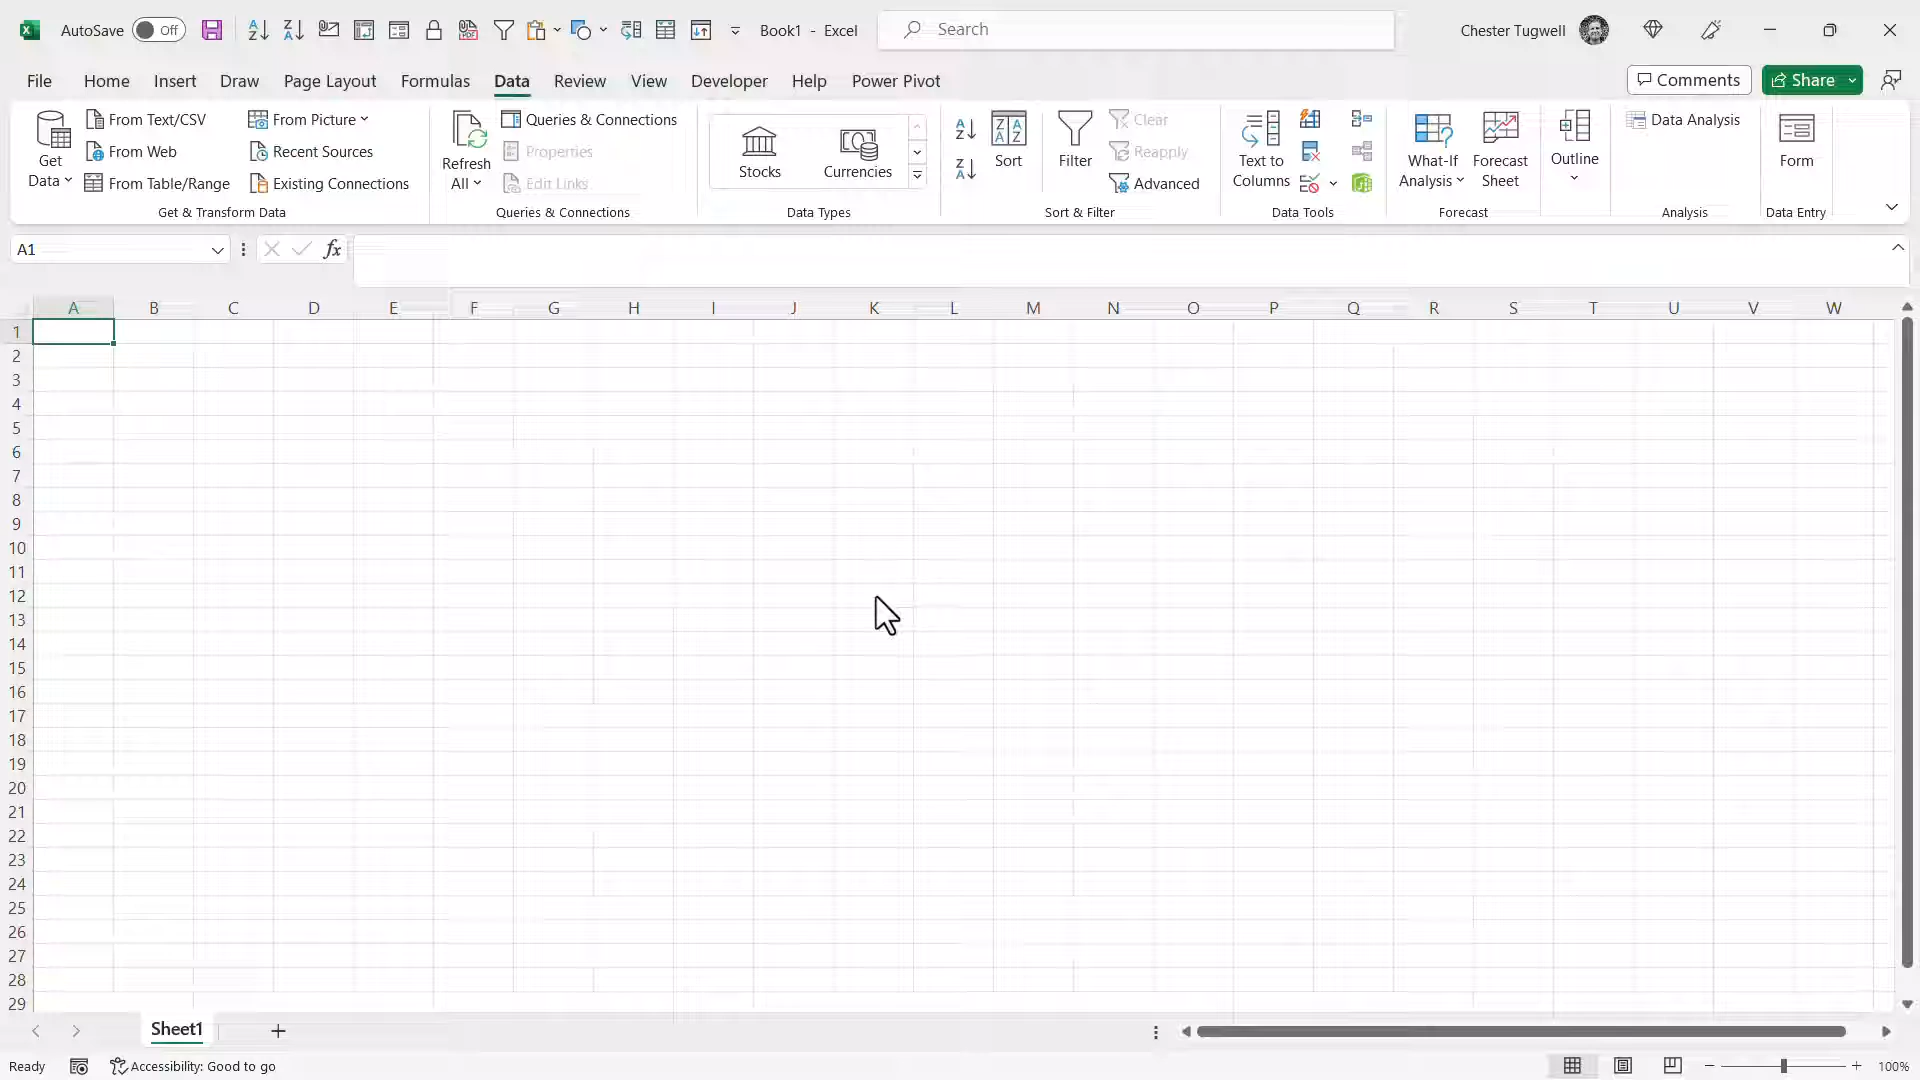 AutoSave Off Book1 - Excel Search Chester Tugwell
File Home Insert Draw Page Layout Formulas Data Review View Developer Help Power Pivot Comments Share
Get Data
From Text/CSV
From Web
From Table/Range
From Picture
Recent Sources
Existing Connections
Get & Transform Data
Refresh All
Queries & Connections
Properties
Edit Links
Queries & Connections
Stocks
Currencies
Data Types
Sort
Filter
Clear
Reapply
Advanced
Sort & Filter
Text to
Columns
Data Tools
What-If
Analysis
Forecast
Sheet
Forecast
Outline
Data Analysis
Analysis
Form
Data Entry
A1 fx
A B C D E F G H I J K L M N O P Q R S T U V W
1
2
3
4
5
6
7
8
9
10
11
12
13
14
15
16
17
18
19
20
21
22
23
24
25
26
27
28
29
Sheet1
Ready Accessibility: Good to go 100%